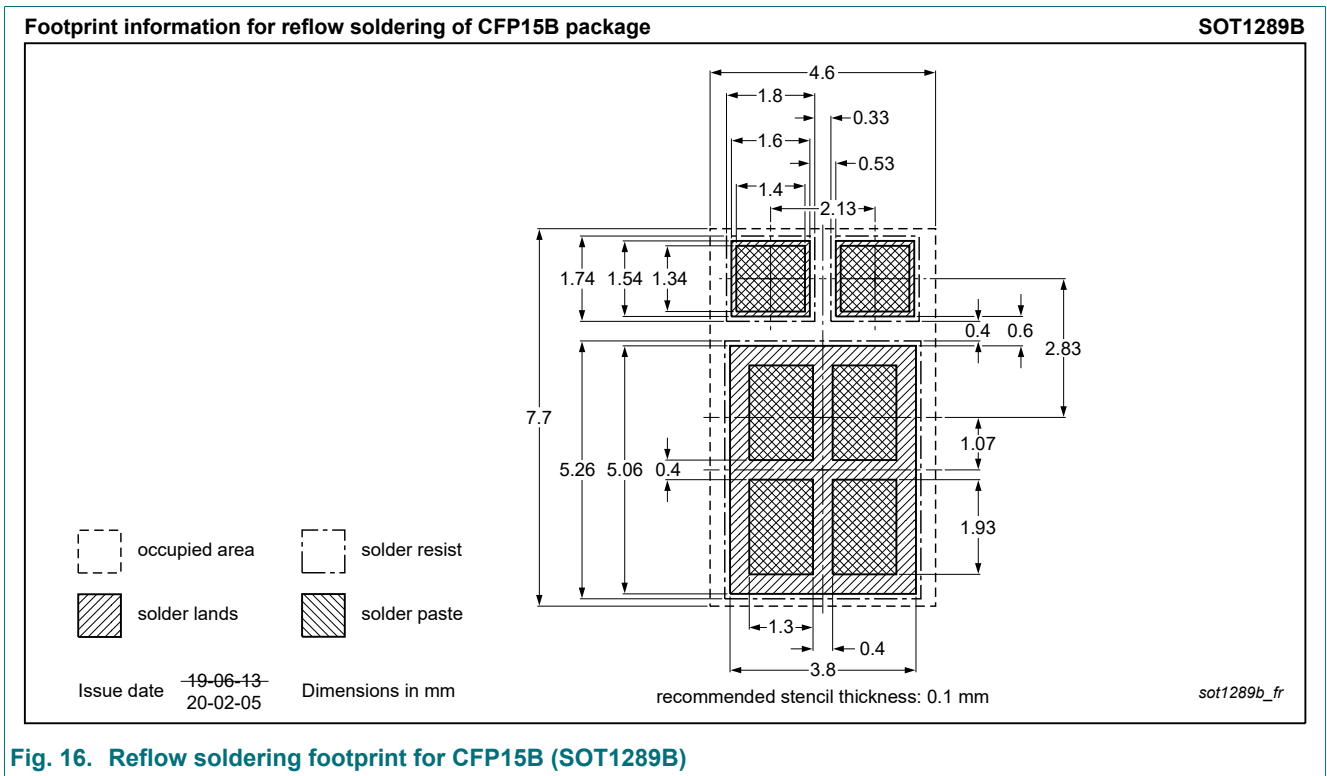 Footprint information for reflow soldering of CFP15B package SOT1289B
4.6
1.8
0.33
1.6
0.53
1.4
2.13
1.74 1.54 1.34
0.4 0.6
2.83
7.7
1.07
5.26 5.06 0.4
1.93
occupied area solder resist
solder lands solder paste
1.3
0.4
3.8
Issue date 19-06-13 Dimensions in mm
20-02-05
recommended stencil thickness: 0.1 mm
sot1289b_fr
Fig. 16. Reflow soldering footprint for CFP15B (SOT1289B)